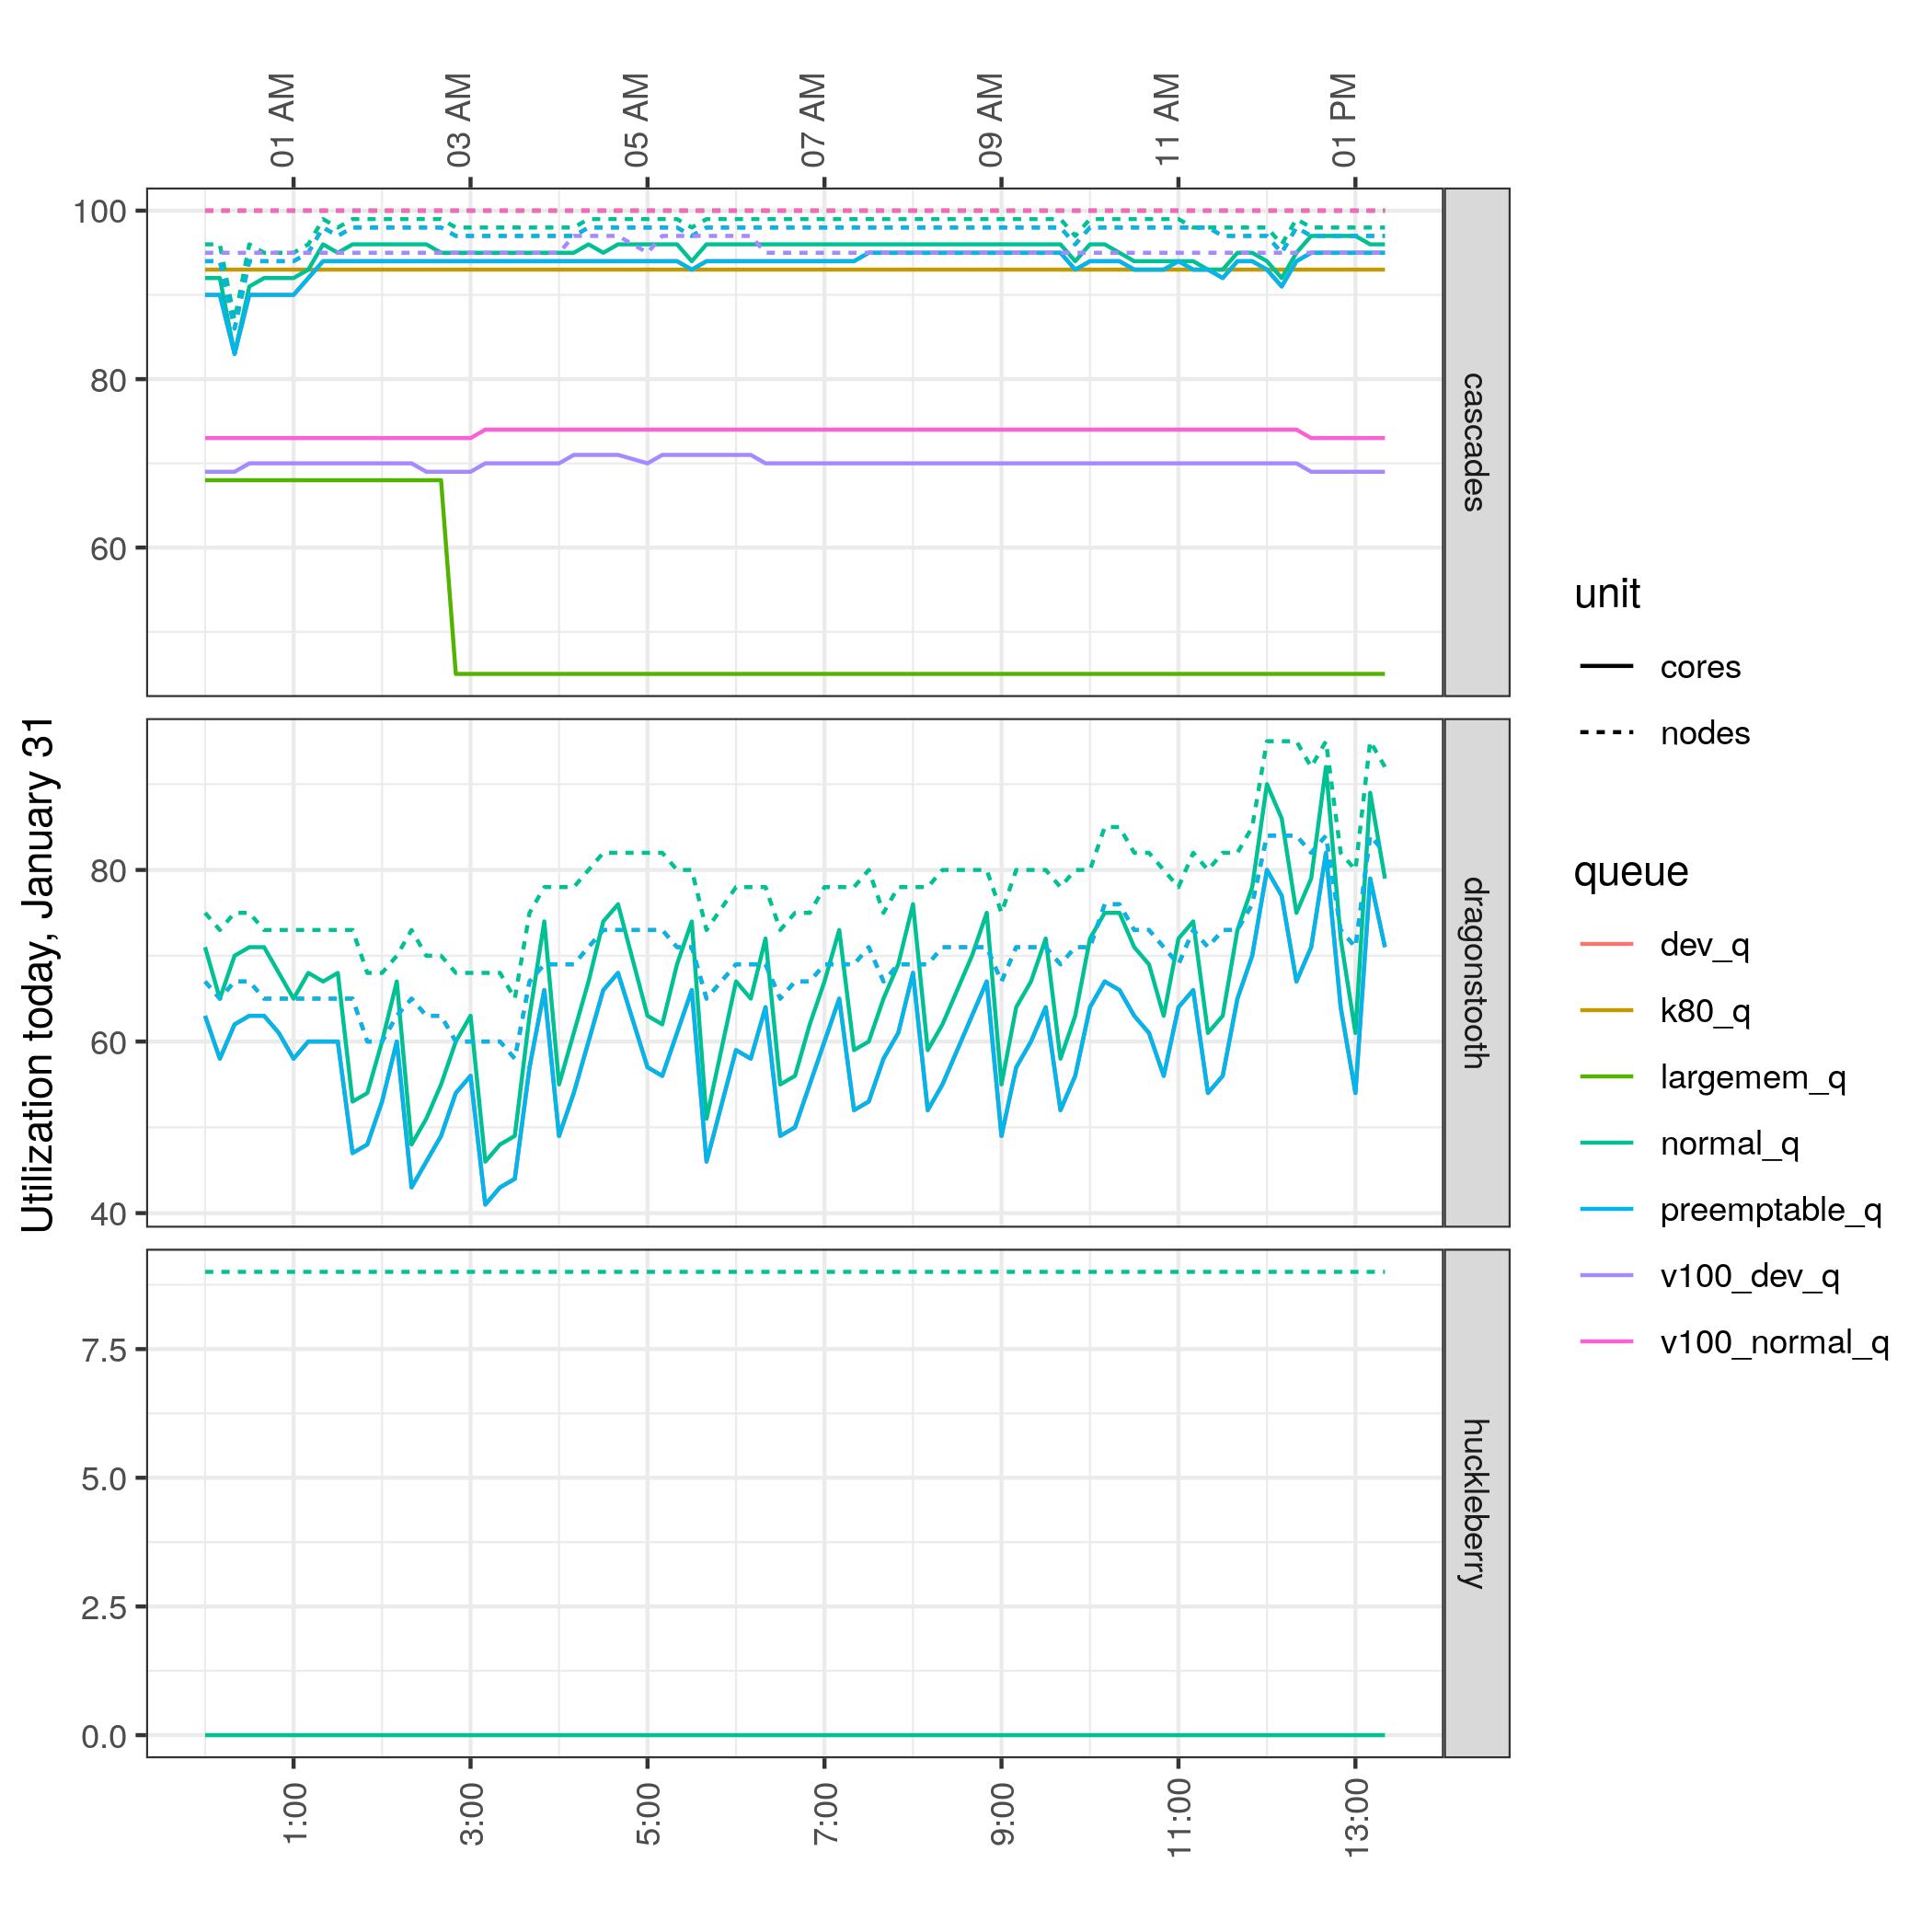 01 AM
03 AM
05 AM
07 AM
09 AM
11 AM
01 PM
Utilization today, January 31
100
80
60
cascades
80
60
40
dragonstooth
7.5
5.0
2.5
0.0
huckleberry
1:00
3:00
5:00
7:00
9:00
11:00
13:00
unit
cores
nodes
queue
dev_q
k80_q
largemem_q
normal_q
preemptable_q
v100_dev_q
v100_normal_q